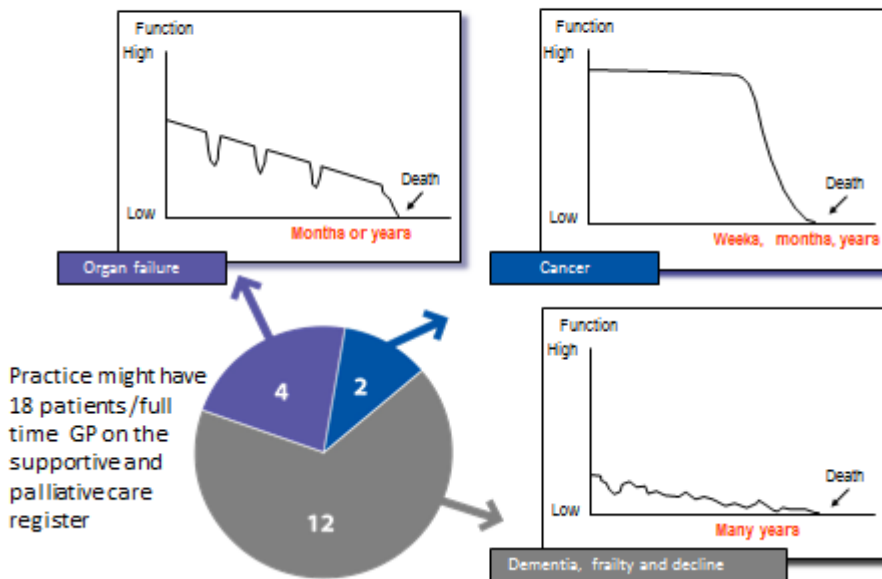 Function
High
Low
Death
Months or years
Organ failure
Function
High
Low
Death
Weeks, months, years
Cancer
Practice might have
18 patients/full
time GP on the
supportive and
palliative care
register
4
2
12
Function
High
Low
Death
Many years
Dementia, frailty and decline